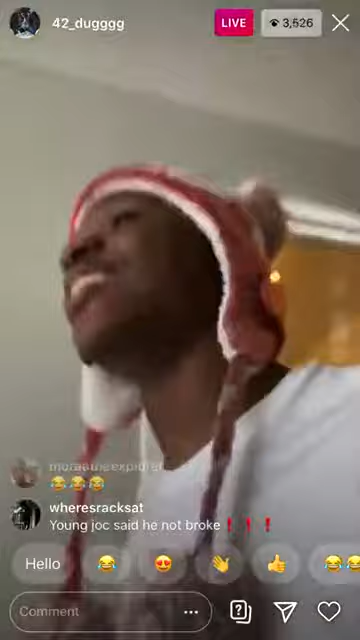 42_dugggg
LIVE
3,526
😂😂😂
wheresracksat
Young joc said he not broke❗❗❗
Hello 😂 😍 👋 👍 😂😂
Comment